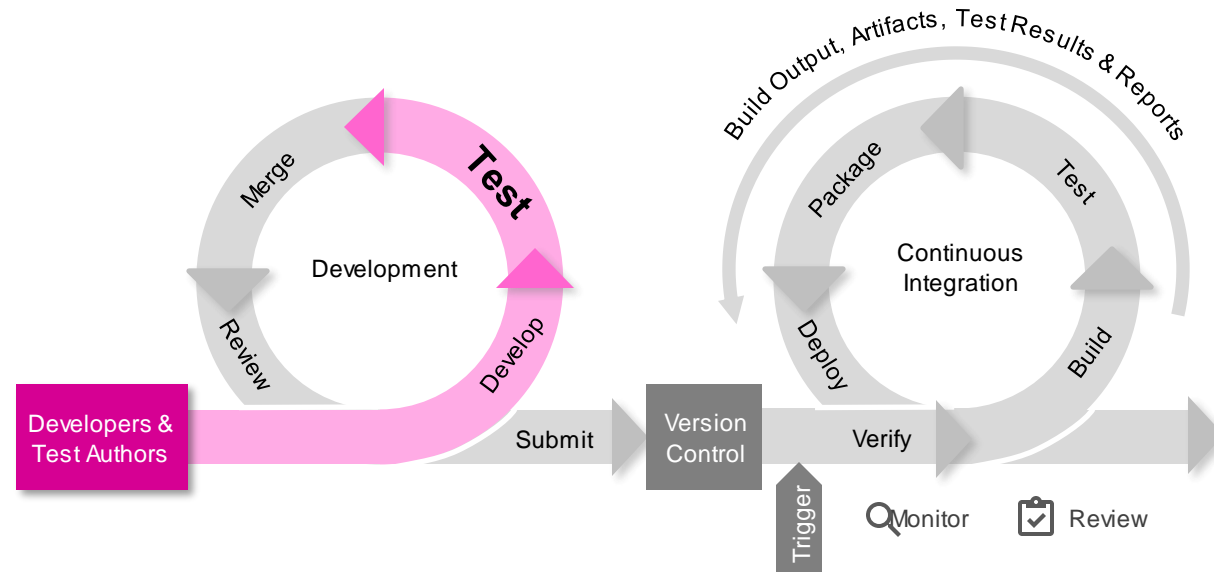 Build Output, Artifacts, Test Results & Reports
Merge
Test
Development
Review
Develop
Developers &
Test Authors
Submit
Package
Test
Continuous
Integration
Deploy
Build
Version
Control
Verify
Trigger
Monitor
Review